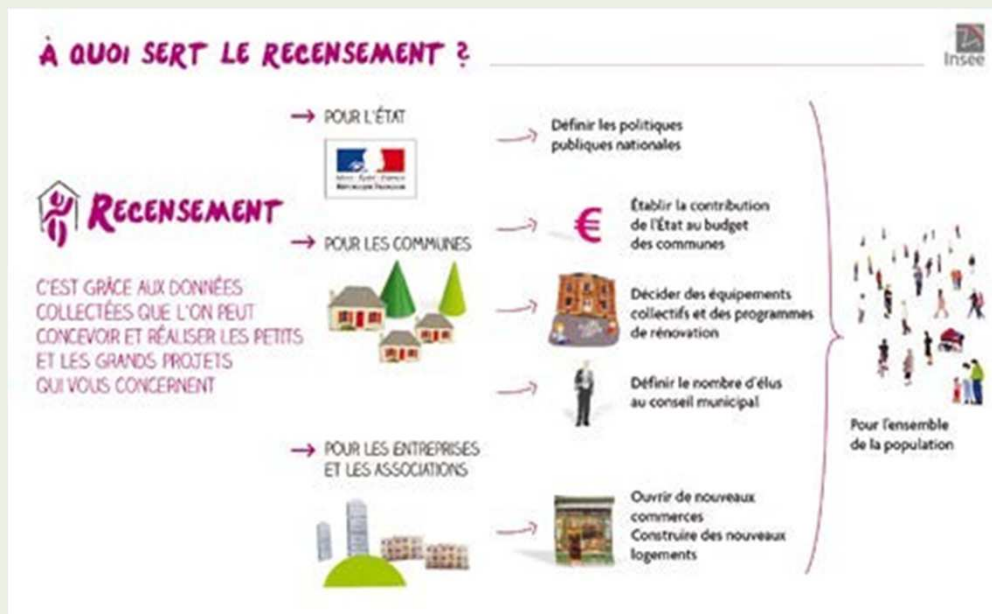 À QUOI SERT LE RECENSEMENT ?
Insee
RECENSEMENT
C'EST GRÂCE AUX DONNÉES
COLLECTÉES QUE L'ON PEUT
CONCEVOIR ET RÉALISER LES PETITS
ET LES GRANDS PROJETS
QUI VOUS CONCERNENT
→ POUR L'ÉTAT
RÉPUBLIQUE FRANÇAISE
Définir les politiques
publiques nationales
→ POUR LES COMMUNES
€
Établir la contribution
de l'État au budget
des communes
Décider des équipements
collectifs et des programmes
de rénovation
Définir le nombre d'élus
au conseil municipal
→ POUR LES ENTREPRISES
ET LES ASSOCIATIONS
Ouvrir de nouveaux
commerces
Construire des nouveaux
logements
Pour l'ensemble
de la population